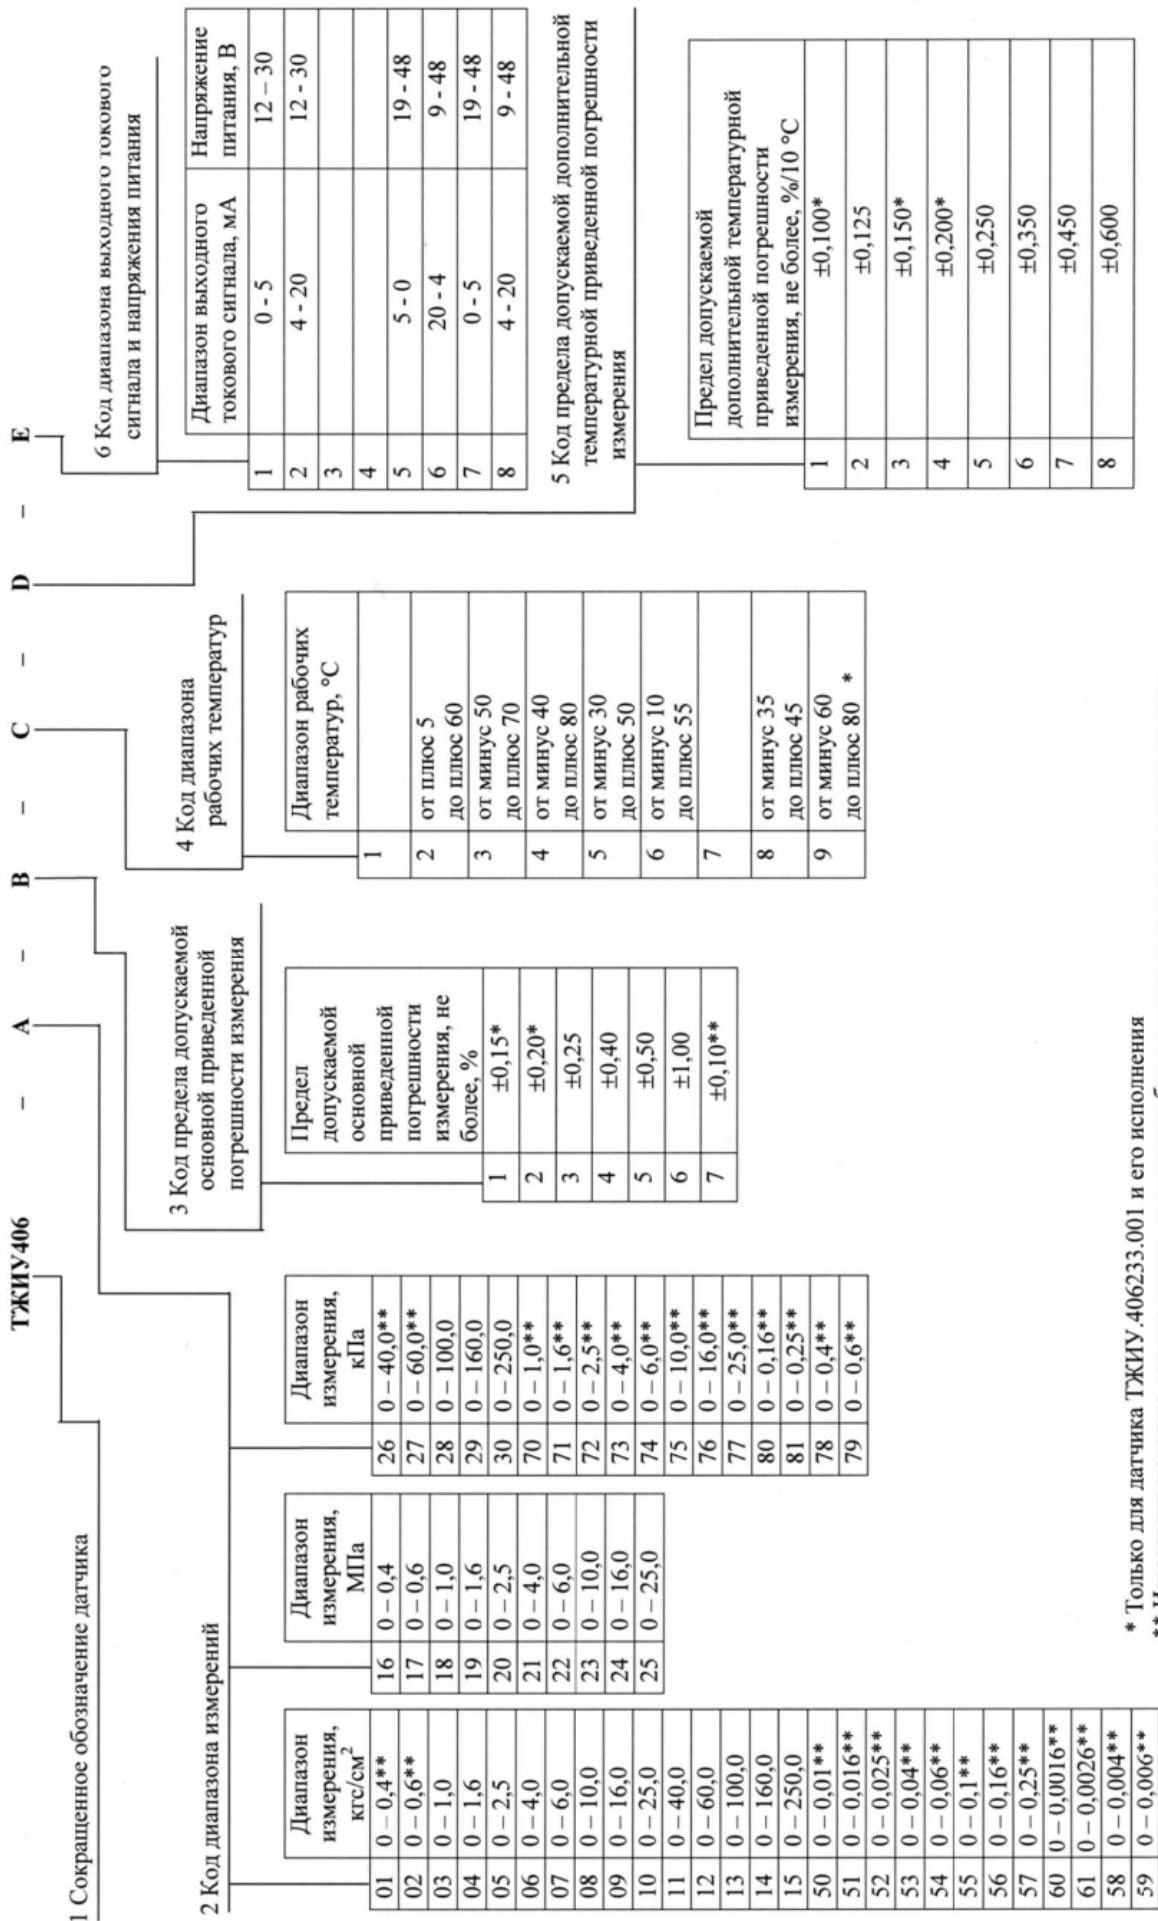 ТЖИУ406 – A – B – C – D – E
1 Сокращенное обозначение датчика
2 Код диапазона измерений
Диапазон
измерения,
кгс/см²
01 0 – 0,4**
02 0 – 0,6**
03 0 – 1,0
04 0 – 1,6
05 0 – 2,5
06 0 – 4,0
07 0 – 6,0
08 0 – 10,0
09 0 – 16,0
10 0 – 25,0
11 0 – 40,0
12 0 – 60,0
13 0 – 100,0
14 0 – 160,0
15 0 – 250,0
50 0 – 0,01**
51 0 – 0,016**
52 0 – 0,025**
53 0 – 0,04**
54 0 – 0,06**
55 0 – 0,1**
56 0 – 0,16**
57 0 – 0,25**
60 0 – 0,0016**
61 0 – 0,0026**
58 0 – 0,004**
59 0 – 0,006**
Диапазон
измерения,
МПа
16 0 – 0,4
17 0 – 0,6
18 0 – 1,0
19 0 – 1,6
20 0 – 2,5
21 0 – 4,0
22 0 – 6,0
23 0 – 10,0
24 0 – 16,0
25 0 – 25,0
Диапазон
измерения,
кПа
26 0 – 40,0**
27 0 – 60,0**
28 0 – 100,0
29 0 – 160,0
30 0 – 250,0
70 0 – 1,0**
71 0 – 1,6**
72 0 – 2,5**
73 0 – 4,0**
74 0 – 6,0**
75 0 – 10,0**
76 0 – 16,0**
77 0 – 25,0**
80 0 – 0,16**
81 0 – 0,25**
78 0 – 0,4**
79 0 – 0,6**
3 Код предела допускаемой
основной приведенной
погрешности измерения
Предел
допускаемой
основной
приведенной
погрешности
измерения, не
более, %
1 ±0,15*
2 ±0,20*
3 ±0,25
4 ±0,40
5 ±0,50
6 ±1,00
7 ±0,10**
4 Код диапазона
рабочих температур
Диапазон рабочих
температур, °С
1
2 от плюс 5
до плюс 60
3 от минус 50
до плюс 70
4 от минус 40
до плюс 80
5 от минус 30
до плюс 50
6 от минус 10
до плюс 55
7
8 от минус 35
до плюс 45
9 от минус 60
до плюс 80 *
6 Код диапазона выходного токового
сигнала и напряжения питания
Диапазон выходного
токового сигнала, мА
Напряжение
питания, В
1 0 - 5 12 – 30
2 4 - 20 12 - 30
3
4
5 5 - 0 19 - 48
6 20 - 4 9 - 48
7 0 - 5 19 - 48
8 4 - 20 9 - 48
5 Код предела допускаемой дополнительной
температурной приведенной погрешности
измерения
Предел допускаемой
дополнительной температурной
приведенной погрешности
измерения, не более, %/10 °С
1 ±0,100*
2 ±0,125
3 ±0,150*
4 ±0,200*
5 ±0,250
6 ±0,350
7 ±0,450
8 ±0,600
* Только для датчика ТЖИУ.406233.001 и его исполнения